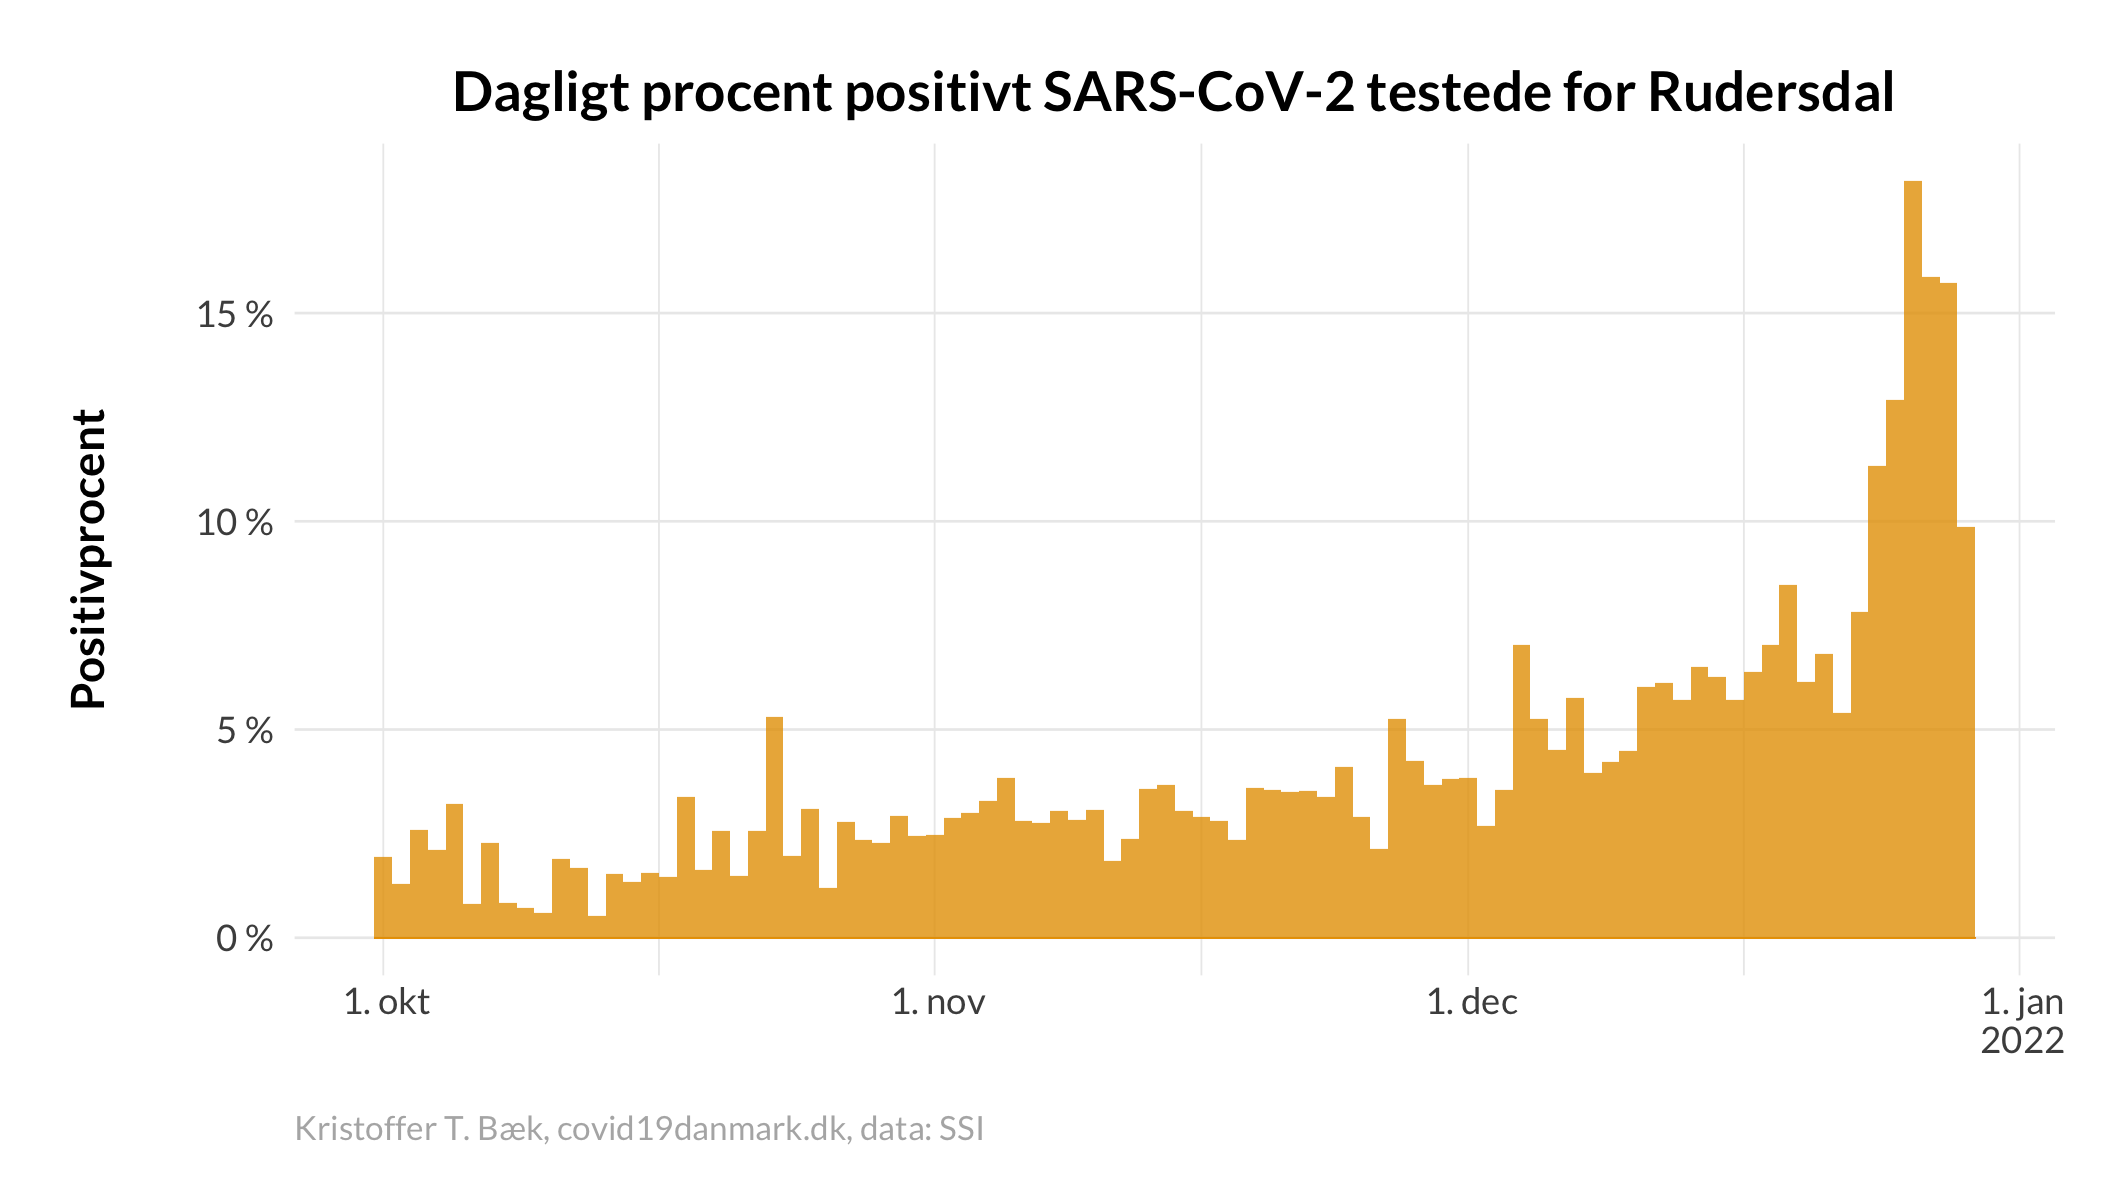 Dagligt procent positivt SARS-CoV-2 testede for Rudersdal
Positivprocent
15 %
10 %
5 %
0 %
1. okt
1. nov
1. dec
1. jan
2022
Kristoffer T. Bæk, covid19danmark.dk, data: SSI